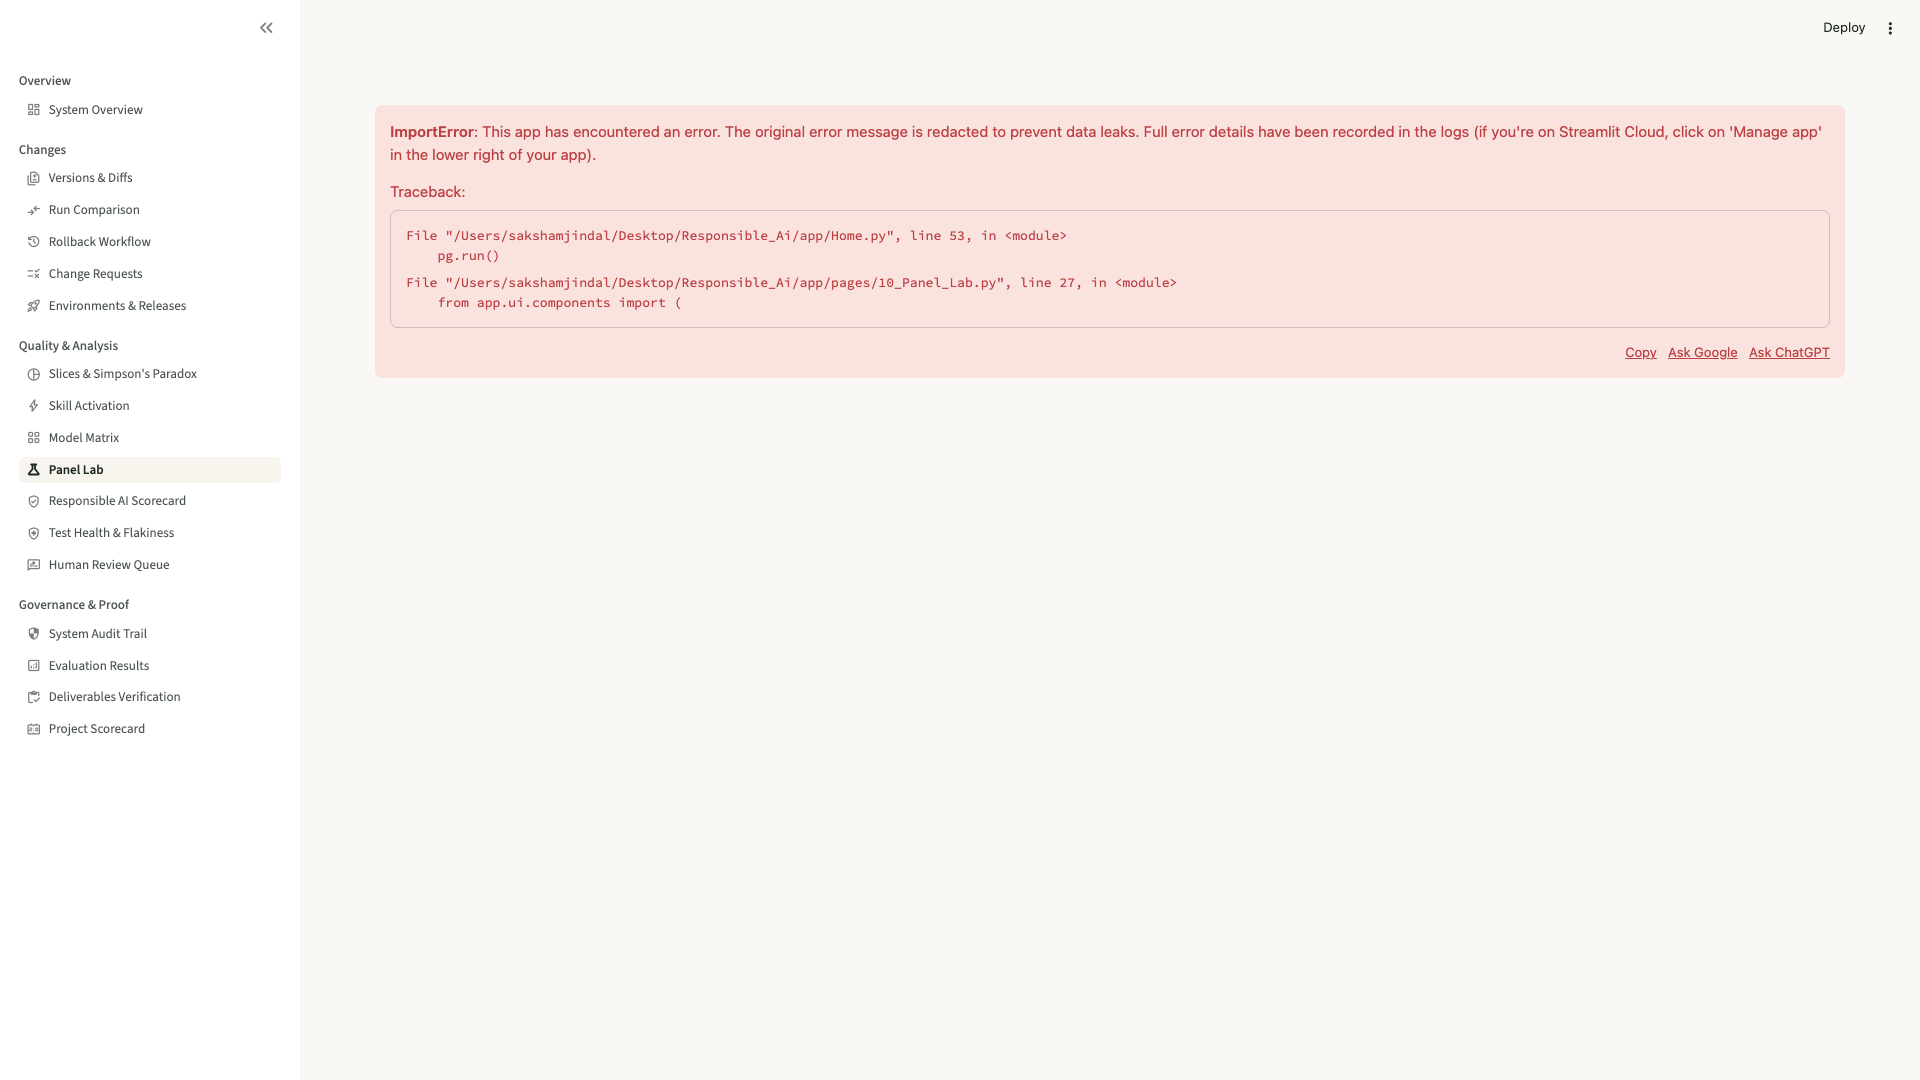 Deploy
Overview
System Overview
Changes
Versions & Diffs
Run Comparison
Rollback Workflow
Change Requests
Environments & Releases
Quality & Analysis
Slices & Simpson's Paradox
Skill Activation
Model Matrix
Panel Lab
Responsible AI Scorecard
Test Health & Flakiness
Human Review Queue
Governance & Proof
System Audit Trail
Evaluation Results
Deliverables Verification
Project Scorecard
ImportError: This app has encountered an error. The original error message is redacted to prevent data leaks. Full error details have been recorded in the logs (if you're on Streamlit Cloud, click on 'Manage app'
in the lower right of your app).
Traceback:
File "/Users/sakshamjindal/Desktop/Responsible_Ai/app/Home.py", line 53, in <module>
    pg.run()
File "/Users/sakshamjindal/Desktop/Responsible_Ai/app/pages/10_Panel_Lab.py", line 27, in <module>
    from app.ui.components import (
Copy Ask Google Ask ChatGPT